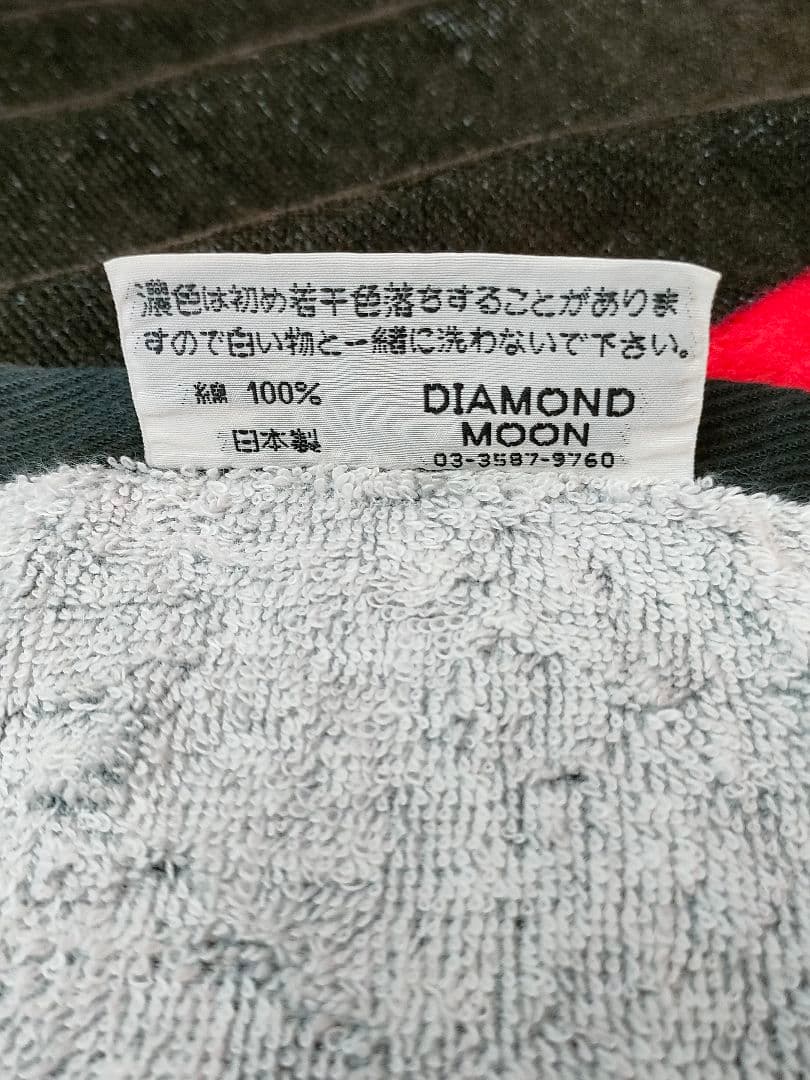 濃色は初め若干色落ちすることがありま
すので白い物と一緒に洗わないで下さい。
綿 100%
日本製
DIAMOND
MOON
03-3587-9760